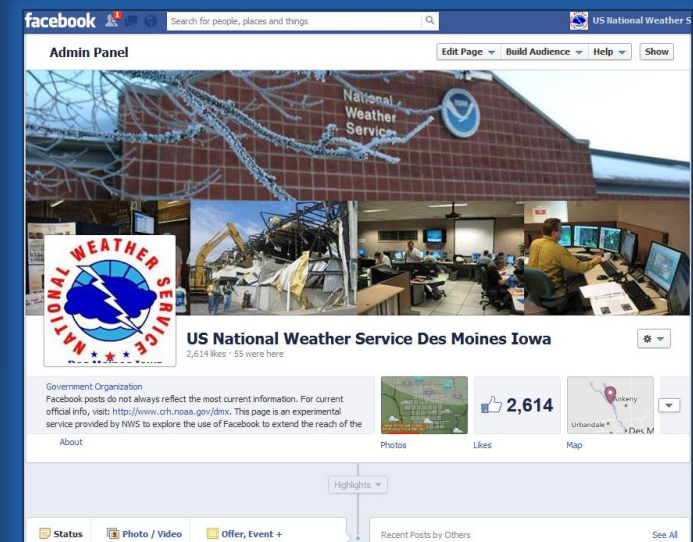 facebook 1 Search for people, places and things US National Weather S
Admin Panel Edit Page Build Audience Help Show
National
Weather
Service
NATIONAL WEATHER SERVICE
Des Moines Iowa
US National Weather Service Des Moines Iowa
2,614 likes · 55 were here
Government Organization
Facebook posts do not always reflect the most current information. For current
official info, visit: http://www.crh.noaa.gov/dmx. This page is an experimental
service provided by NWS to explore the use of Facebook to extend the reach of the
About
2,614
Ankeny
Urbandale
Des M
Photos Likes Map
Highlights
Status Photo / Video Offer, Event + Recent Posts by Others See All